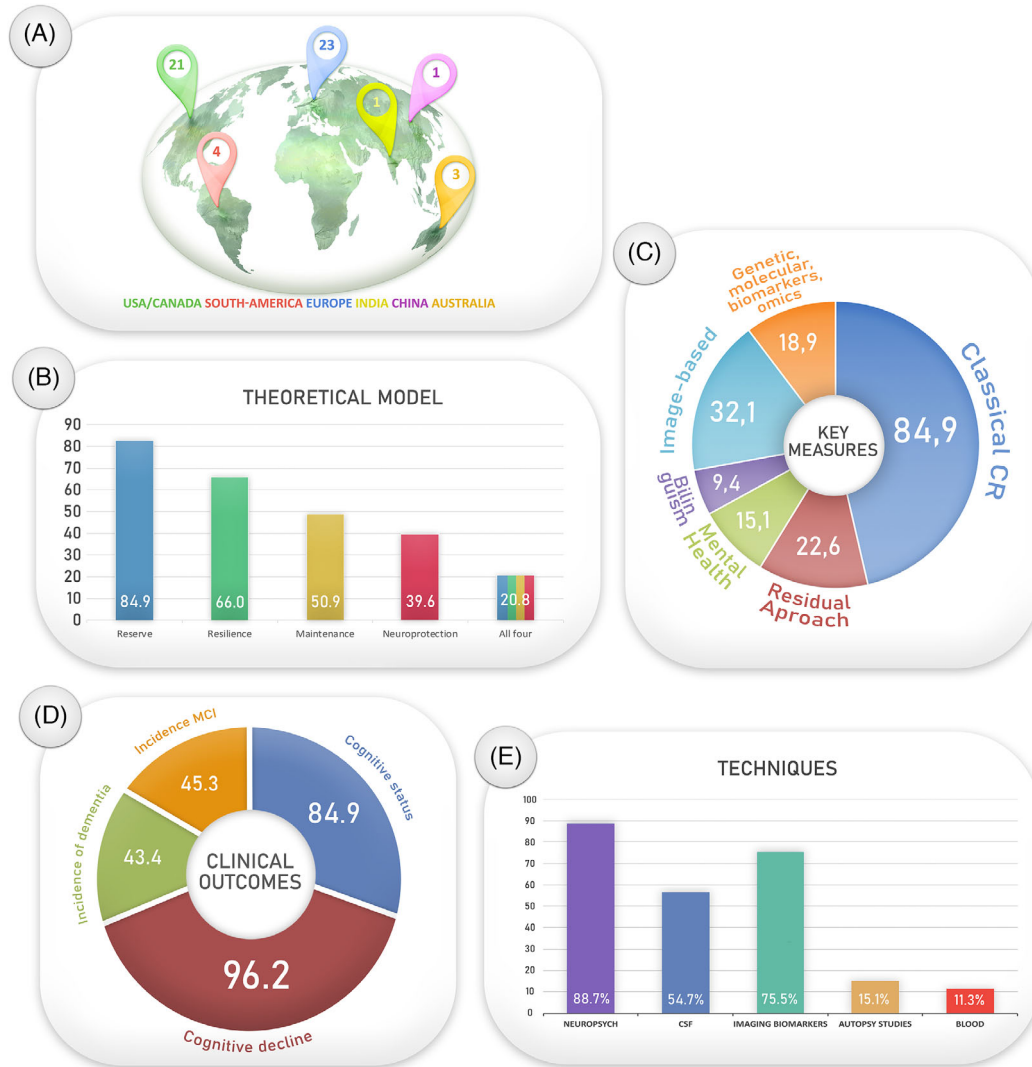 (A)
21
23
1
1
4
3
USA/CANADA SOUTH-AMERICA EUROPE INDIA CHINA AUSTRALIA
(B)
THEORETICAL MODEL
90
80
70
60
50
40
30
20
10
0
84.9
66.0
50.9
39.6
20.8
Reserve
Resilience
Maintenance
Neuroprotection
All four
(C)
Genetic,
molecular,
biomarkers,
omics
18,9
Image-based
32,1
Classical CR
84,9
KEY
MEASURES
Bilin
guism
9,4
Mental
Health
15,1
22,6
Residual
Aproach
(D)
Incidence MCI
45.3
Cognitive status
84.9
Incidence of dementia
43.4
CLINICAL
OUTCOMES
96.2
Cognitive decline
(E)
TECHNIQUES
100
90
80
70
60
50
40
30
20
10
0
88.7%
54.7%
75.5%
15.1%
11.3%
NEUROPSYCH
CSF
IMAGING BIOMARKERS
AUTOPSY STUDIES
BLOOD